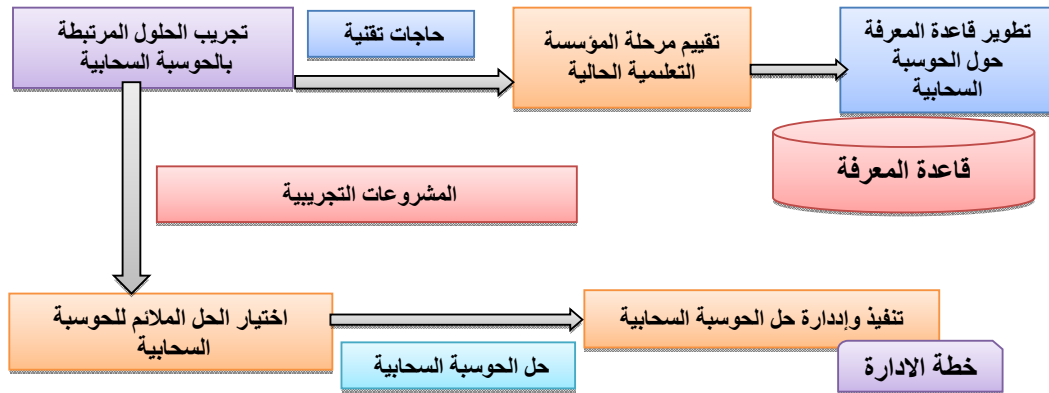 تطوير قاعدة المعرفة
حول الحوسبة
السحابية
قاعدة المعرفة
تقييم مرحلة المؤسسة
التعليمية الحالية
حاجات تقنية
تجريب الحلول المرتبطة
بالحوسبة السحابية
المشروعات التجريبية
اختيار الحل الملائم للحوسبة
السحابية
حل الحوسبة السحابية
تنفيذ وإددارة حل الحوسبة السحابية
خطة الادارة